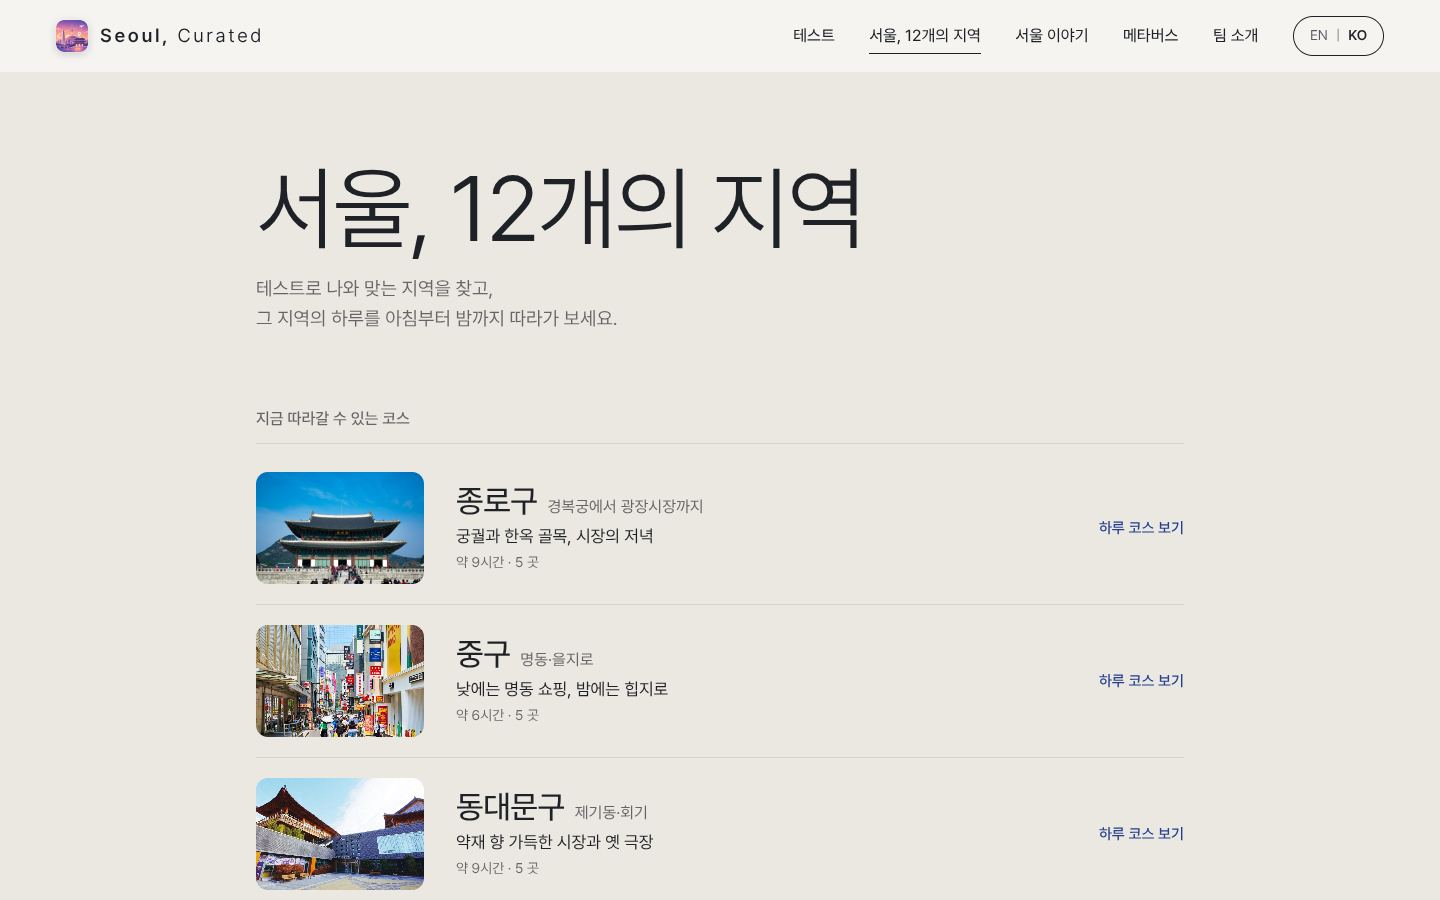 Seoul, Curated
테스트
서울, 12개의 지역
서울 이야기
메타버스
팀 소개
EN | KO
서울, 12개의 지역
테스트로 나와 맞는 지역을 찾고,
그 지역의 하루를 아침부터 밤까지 따라가 보세요.
지금 따라갈 수 있는 코스
종로구 경복궁에서 광장시장까지
궁궐과 한옥 골목, 시장의 저녁
약 9시간 · 5 곳
하루 코스 보기
중구 명동·을지로
낮에는 명동 쇼핑, 밤에는 힙지로
약 6시간 · 5 곳
하루 코스 보기
동대문구 제기동·회기
약재 향 가득한 시장과 옛 극장
약 9시간 · 5 곳
하루 코스 보기